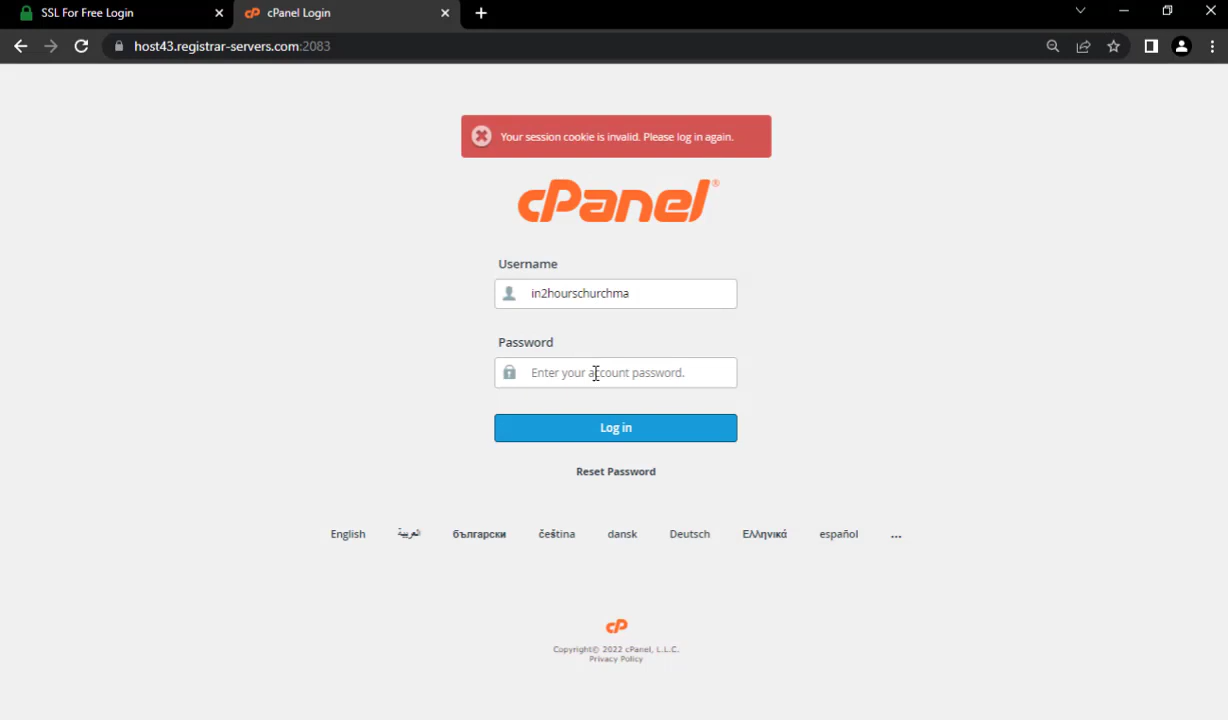 SSL For Free Login
cPanel Login
host43.registrar-servers.com:2083
Your session cookie is invalid. Please log in again.
cPanel®
Username
in2hourschurchma
Password
Enter your account password.
Log in
Reset Password
English العربية български čeština dansk Deutsch Ελληνικά español ...
cP
Copyright© 2022 cPanel, L.L.C.
Privacy Policy